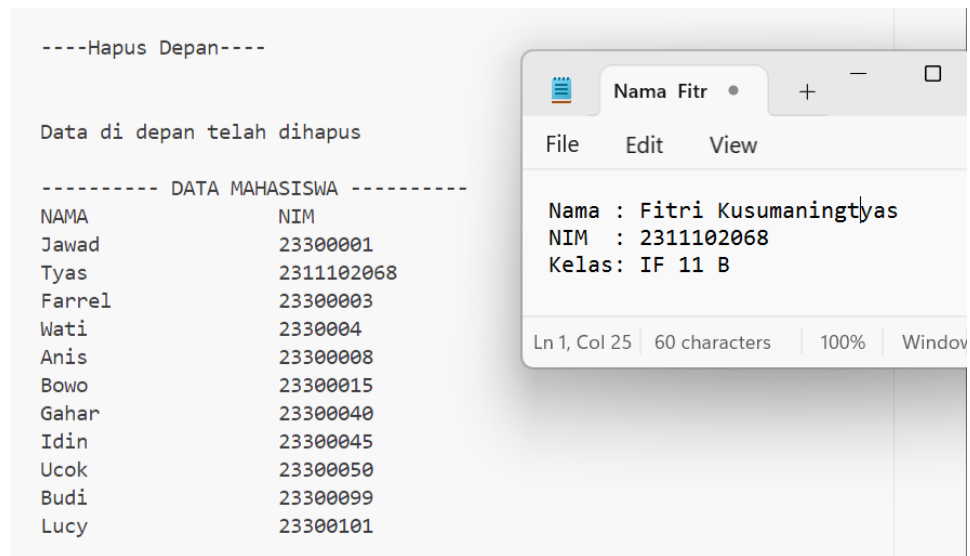 ----Hapus Depan----
Data di depan telah dihapus
---------- DATA MAHASISWA ----------
NAMA NIM
Jawad 23300001
Tyas 2311102068
Farrel 23300003
Wati 2330004
Anis 23300008
Bowo 23300015
Gahar 23300040
Idin 23300045
Ucok 23300050
Budi 23300099
Lucy 23300101
Nama Fitr
File Edit View
Nama : Fitri Kusumaningtyas
NIM : 2311102068
Kelas: IF 11 B
Ln 1, Col 25 60 characters 100% Window